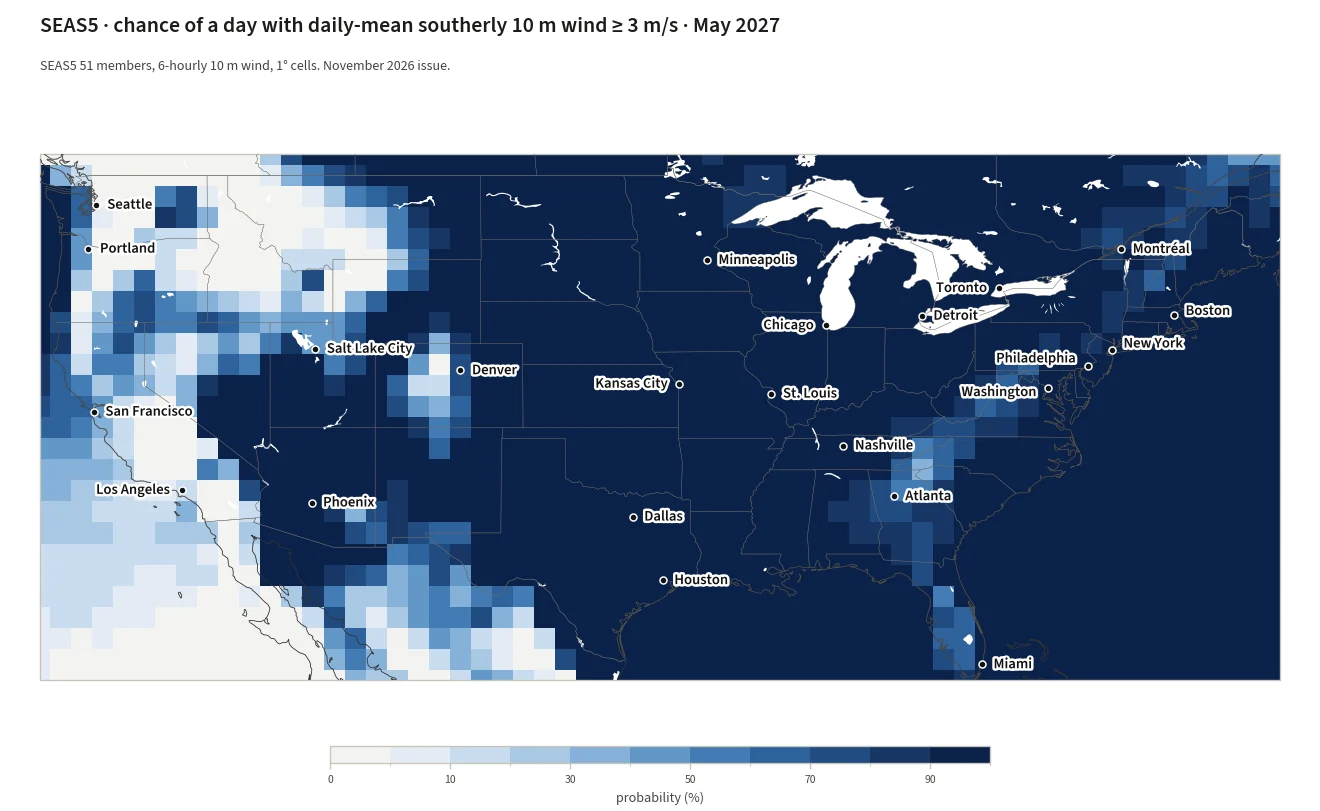 SEAS5 · chance of a day with daily-mean southerly 10 m wind ≥ 3 m/s · May 2027
SEAS5 51 members, 6-hourly 10 m wind, 1° cells. November 2026 issue.
Seattle
Portland
Montréal
Minneapolis
Toronto
Boston
Detroit
Chicago
New York
Salt Lake City
Philadelphia
Denver
Kansas City
Washington
St. Louis
San Francisco
Nashville
Los Angeles
Atlanta
Phoenix
Dallas
Houston
Miami
0 10 30 50 70 90
probability (%)